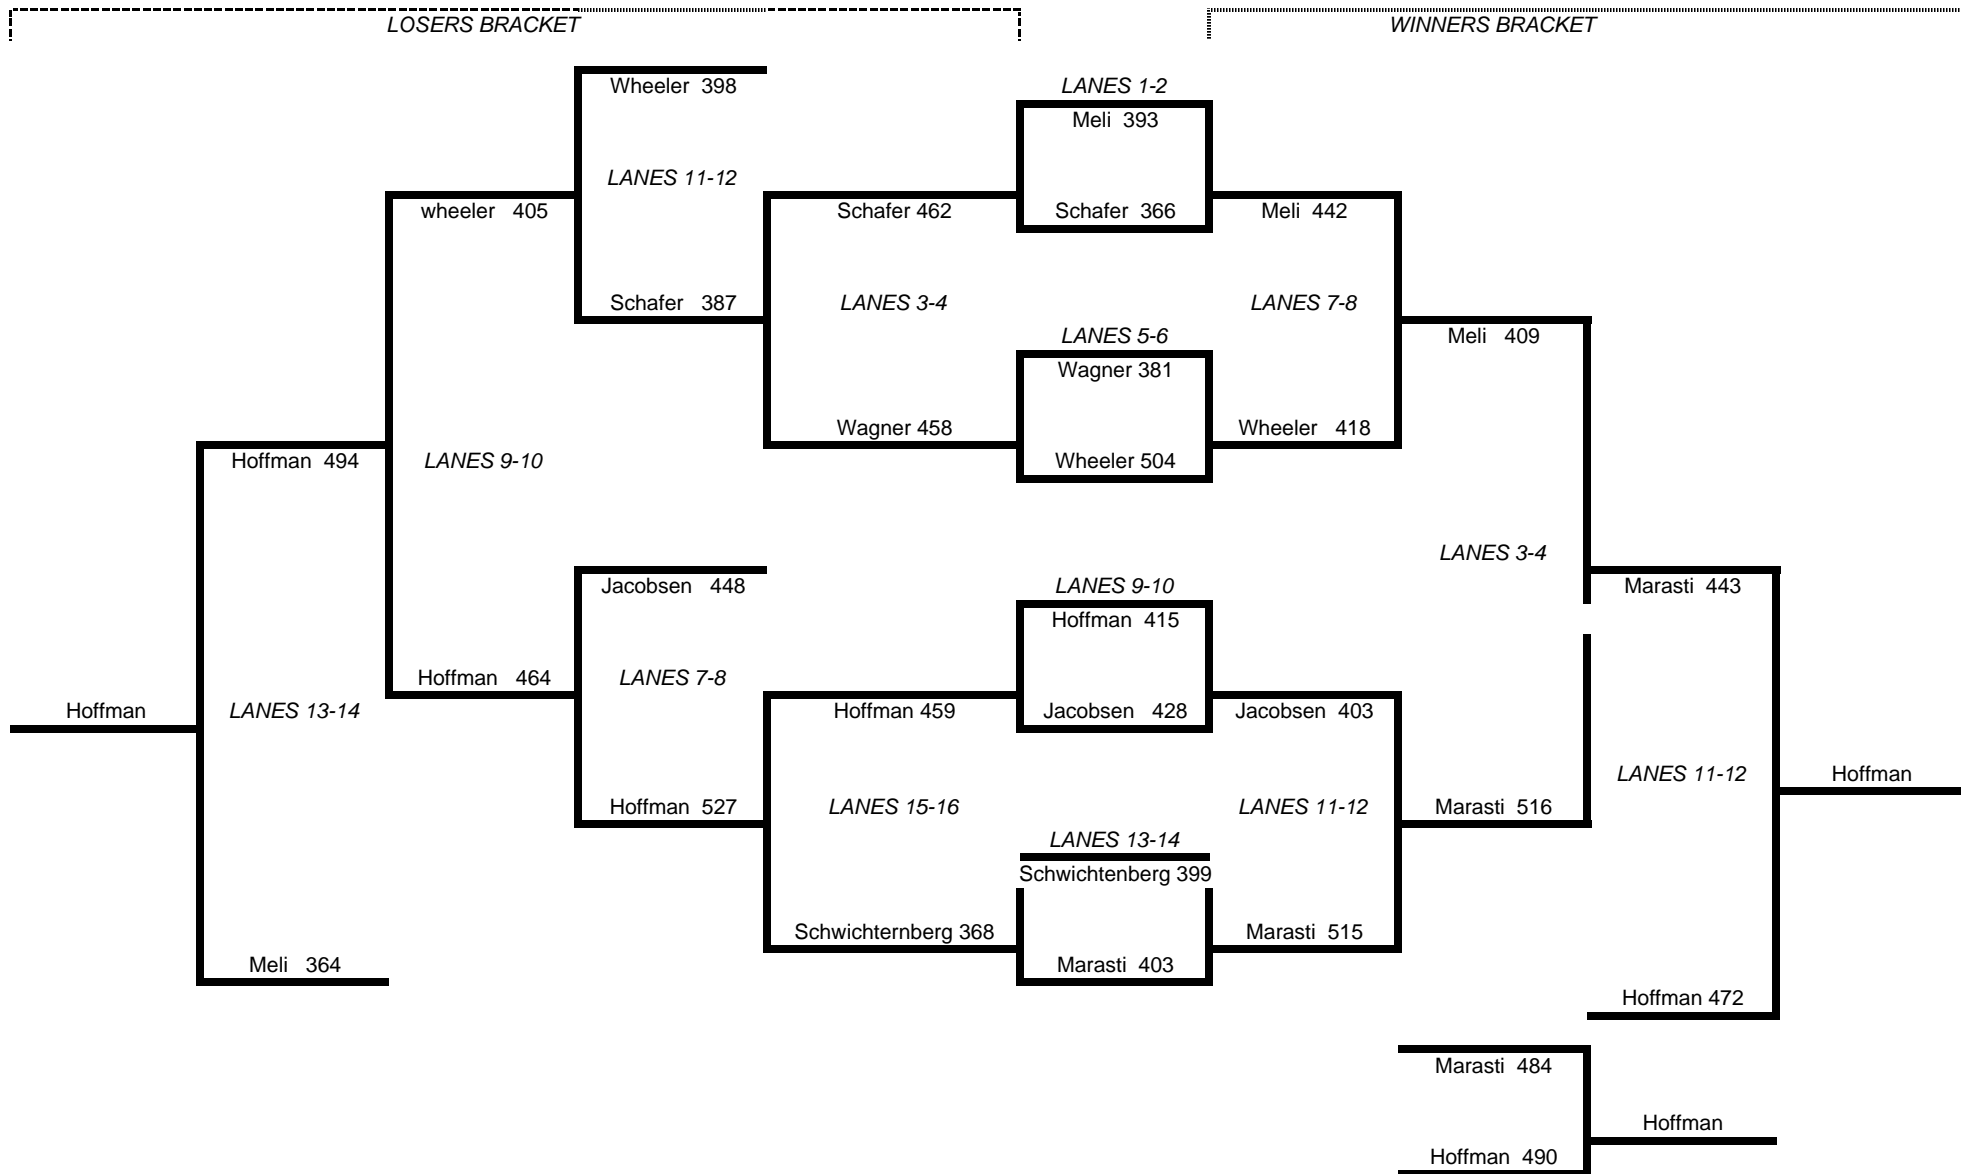 LOSERS BRACKET
WINNERS BRACKET
Wheeler 398
LANES 11-12
Schafer 387
wheeler 405
LANES 9-10
Hoffman 464
Hoffman 494
LANES 13-14
Meli 364
Hoffman
Jacobsen 448
LANES 7-8
Hoffman 527
Schafer 462
LANES 3-4
Wagner 458
Hoffman 459
LANES 15-16
Schwichternberg 368
LANES 1-2
Meli 393
Schafer 366
LANES 5-6
Wagner 381
Wheeler 504
LANES 9-10
Hoffman 415
Jacobsen 428
LANES 13-14
Schwichtenberg 399
Marasti 403
Meli 442
LANES 7-8
Wheeler 418
Jacobsen 403
LANES 11-12
Marasti 515
Meli 409
LANES 3-4
Marasti 516
Marasti 443
LANES 11-12
Hoffman 472
Hoffman
Marasti 484
Hoffman 490
Hoffman